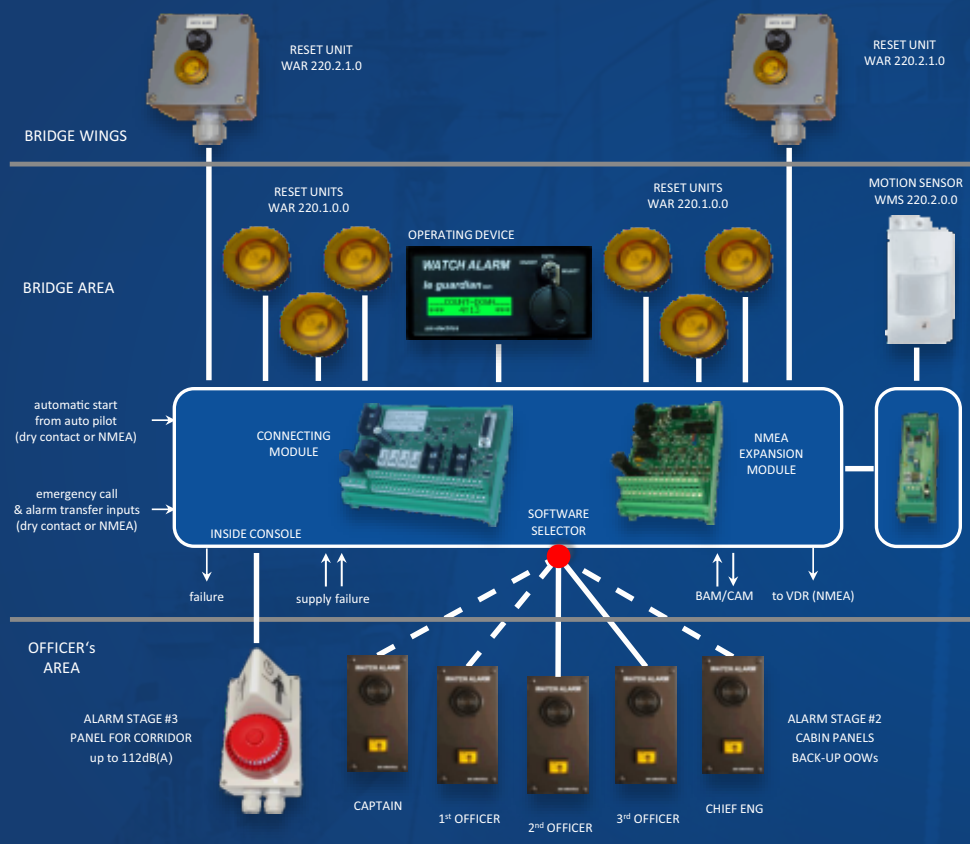 RESET UNIT
WAR 220.2.1.0
RESET UNIT
WAR 220.2.1.0
BRIDGE WINGS
RESET UNITS
WAR 220.1.0.0
RESET UNITS
WAR 220.1.0.0
MOTION SENSOR
WMS 220.2.0.0
OPERATING DEVICE
WATCH ALARM
le guardian
COUNT-DOWN
BRIDGE AREA
automatic start
from auto pilot
(dry contact or NMEA)
CONNECTING
MODULE
NMEA
EXPANSION
MODULE
emergency call
& alarm transfer inputs
(dry contact or NMEA)
SOFTWARE
SELECTOR
INSIDE CONSOLE
failure
supply failure
BAM/CAM
to VDR (NMEA)
OFFICER‘s
AREA
WATCH ALARM
WATCH ALARM
WATCH ALARM
WATCH ALARM
WATCH ALARM
ALARM STAGE #3
PANEL FOR CORRIDOR
up to 112dB(A)
ALARM STAGE #2
CABIN PANELS
BACK-UP OOWs
CAPTAIN
1st OFFICER
2nd OFFICER
3rd OFFICER
CHIEF ENG